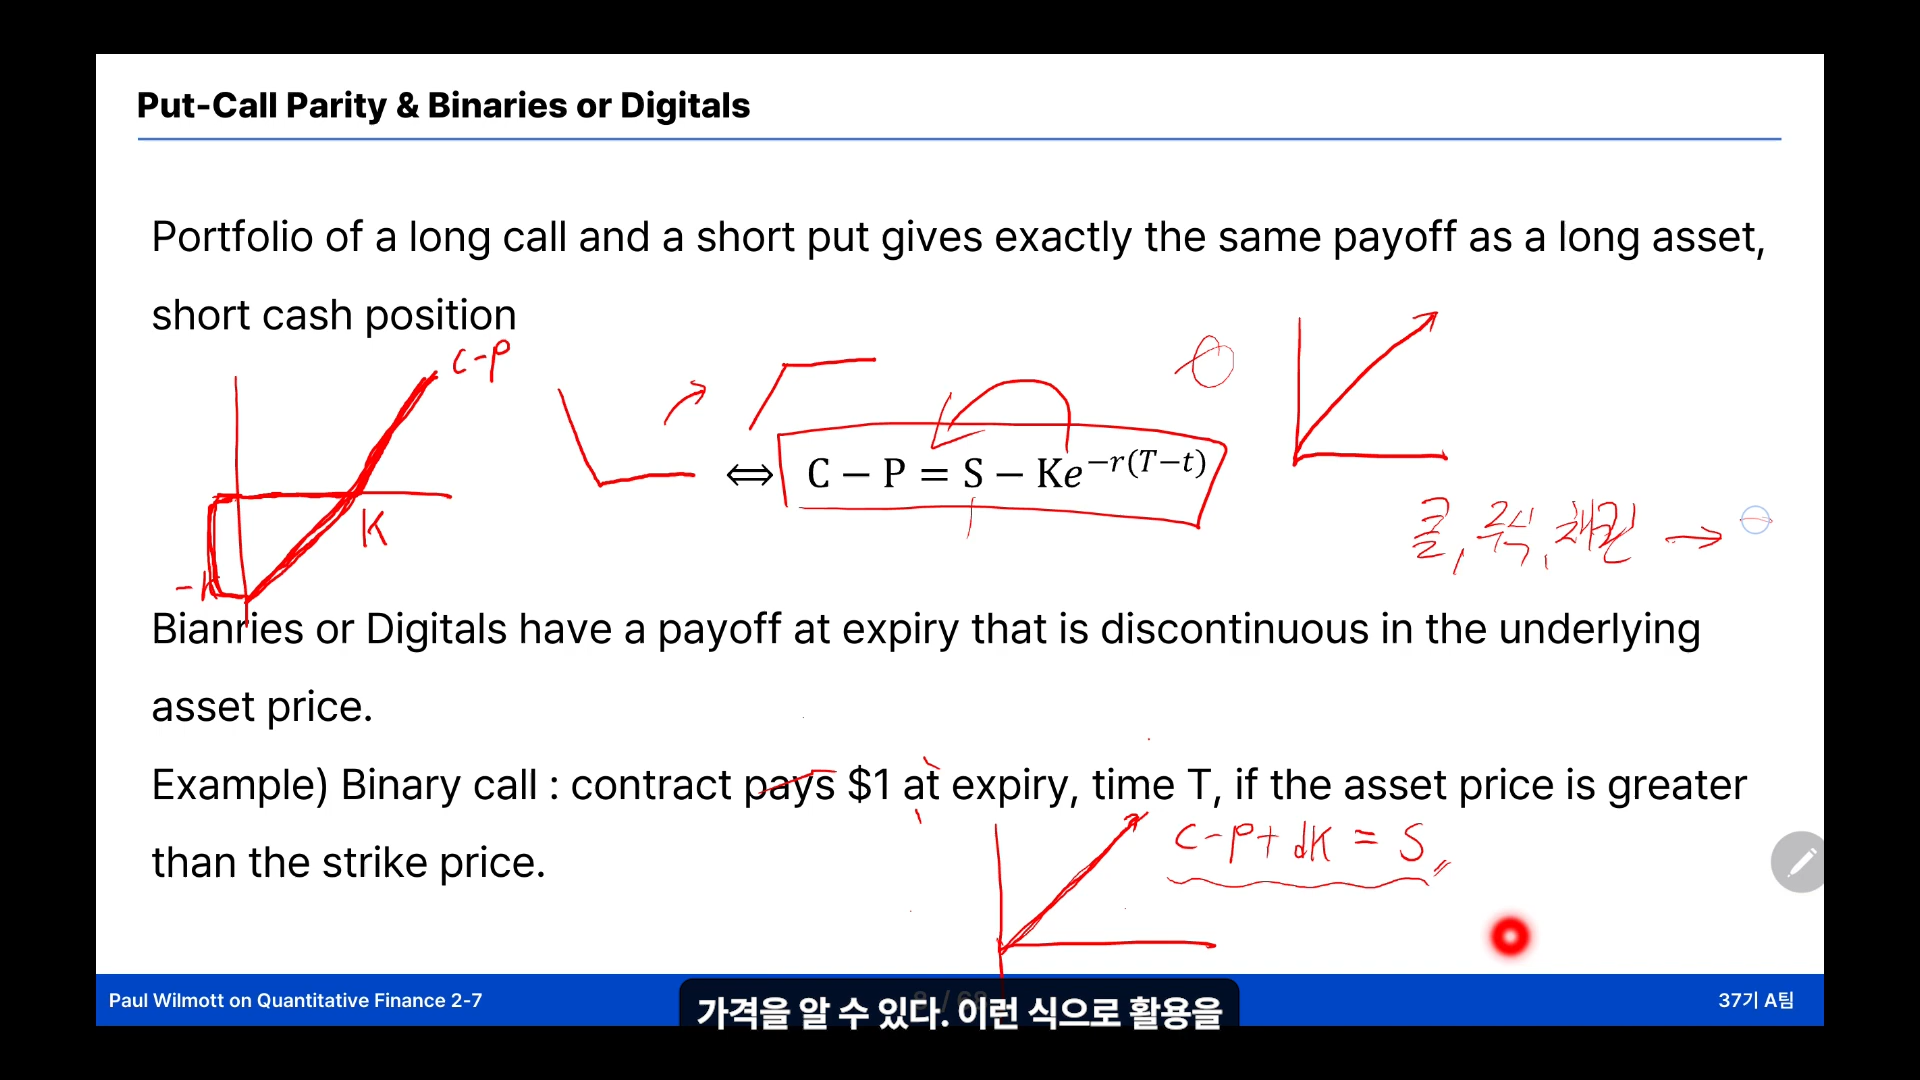 Put-Call Parity & Binaries or Digitals
Portfolio of a long call and a short put gives exactly the same payoff as a long asset,
short cash position
C-P
⟺ C − P = S − Ke^−r(T−t)
K
-K
콜, 주식, 채권 →
Bianries or Digitals have a payoff at expiry that is discontinuous in the underlying
asset price.
Example) Binary call : contract pays $1 at expiry, time T, if the asset price is greater
than the strike price.
C-P+dK = S
Paul Wilmott on Quantitative Finance 2-7
37기 A팀
가격을 알 수 있다. 이런 식으로 활용을